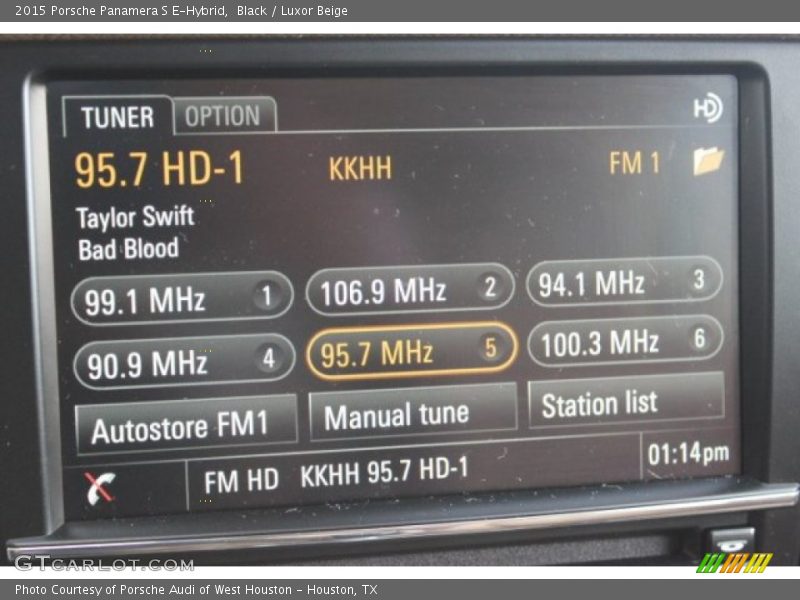 2015 Porsche Panamera S E-Hybrid, Black / Luxor Beige
TUNER OPTION HD
95.7 HD-1 KKHH FM 1
Taylor Swift
Bad Blood
99.1 MHz 1 106.9 MHz 2 94.1 MHz 3
90.9 MHz 4 95.7 MHz 5 100.3 MHz 6
Autostore FM1 Manual tune Station list
FM HD KKHH 95.7 HD-1 01:14pm
GTCARLOT.COM
Photo Courtesy of Porsche Audi of West Houston - Houston, TX